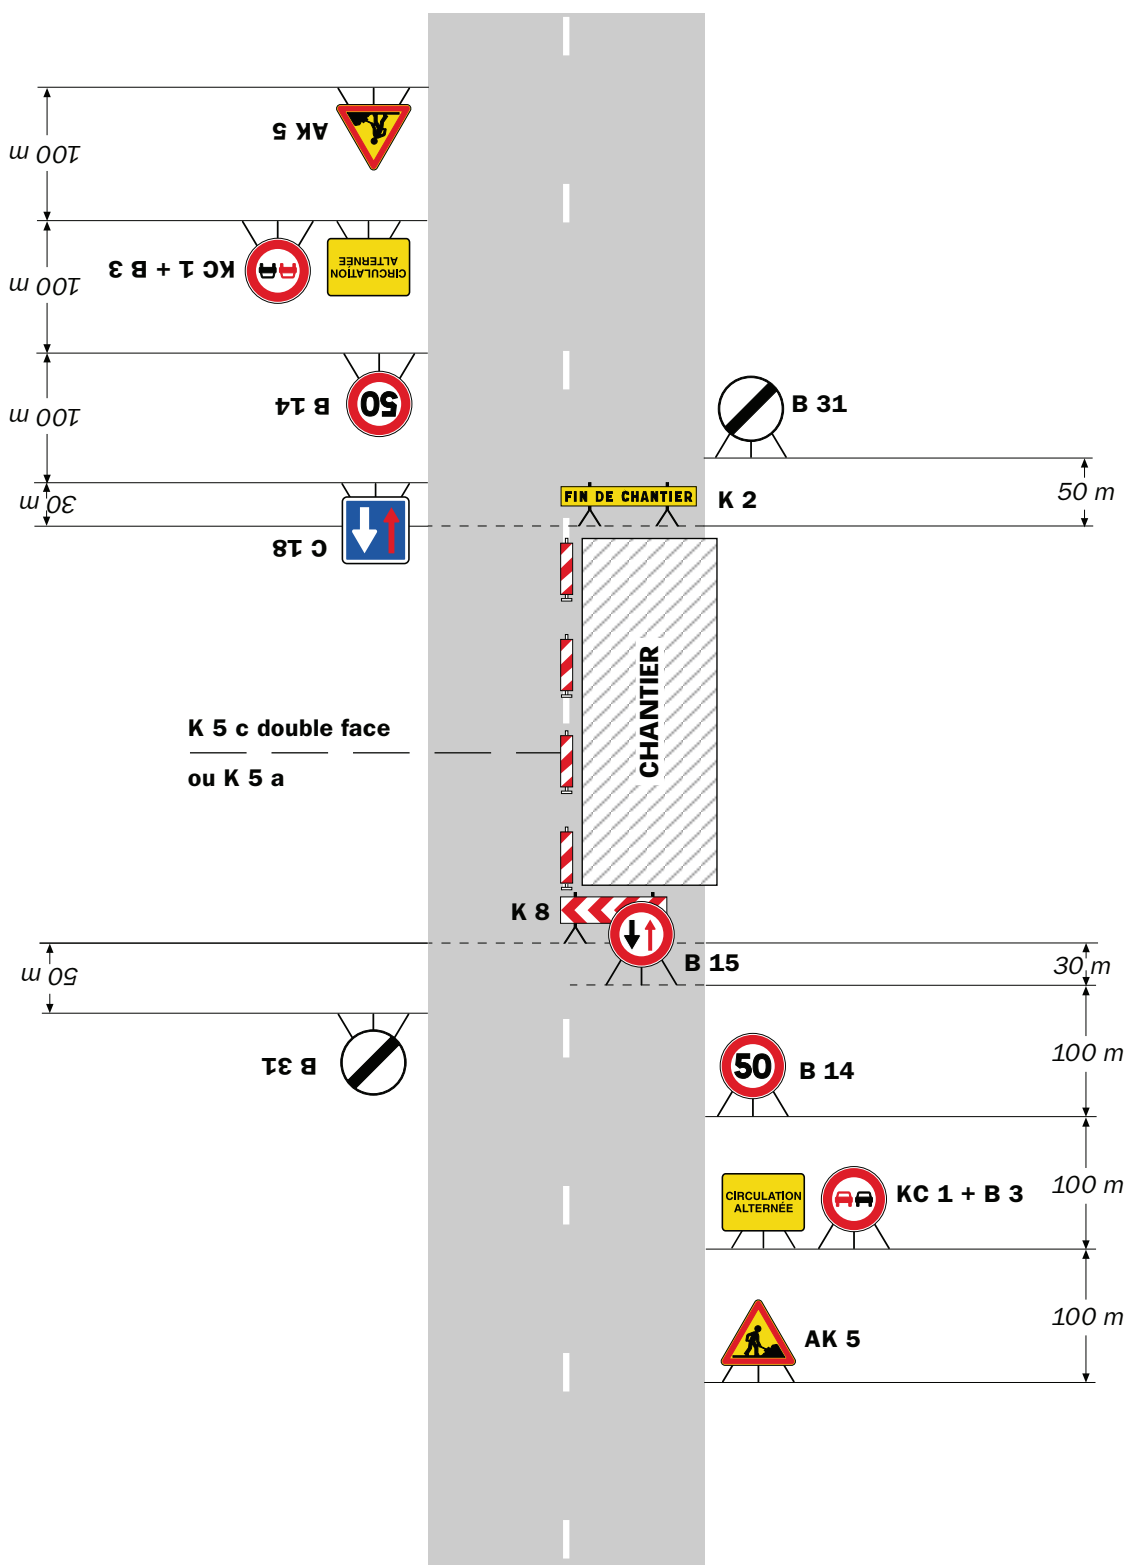 AK 5
100 m
KC 1 + B 3
CIRCULATION
ALTERNÉE
100 m
B 14
50
100 m
B 31
50 m
30 m
C 18
FIN DE CHANTIER
K 2
CHANTIER
K 5 c double face
ou K 5 a
K 8
B 15
30 m
50 m
B 31
50
B 14
100 m
CIRCULATION
ALTERNÉE
KC 1 + B 3
100 m
AK 5
100 m